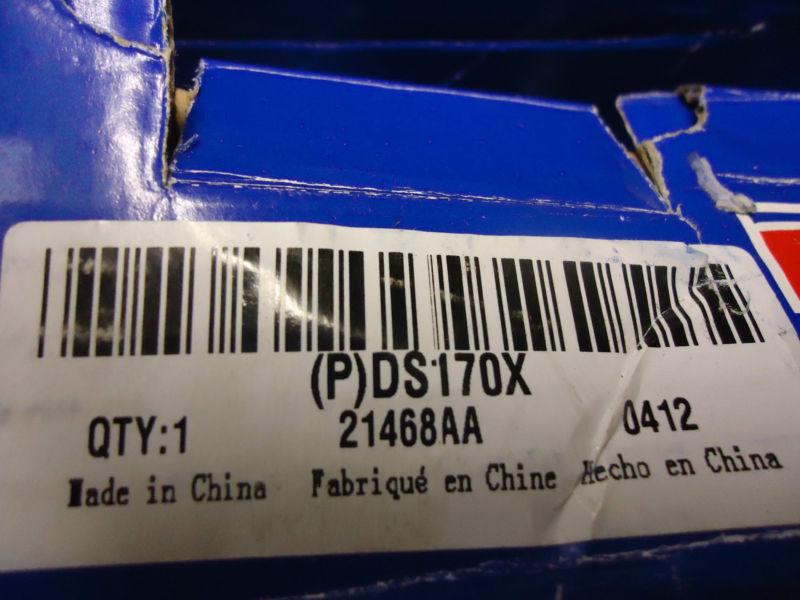 (P)DS170X
QTY:1 21468AA 0412
Made in China Fabriqué en Chine Hecho en China